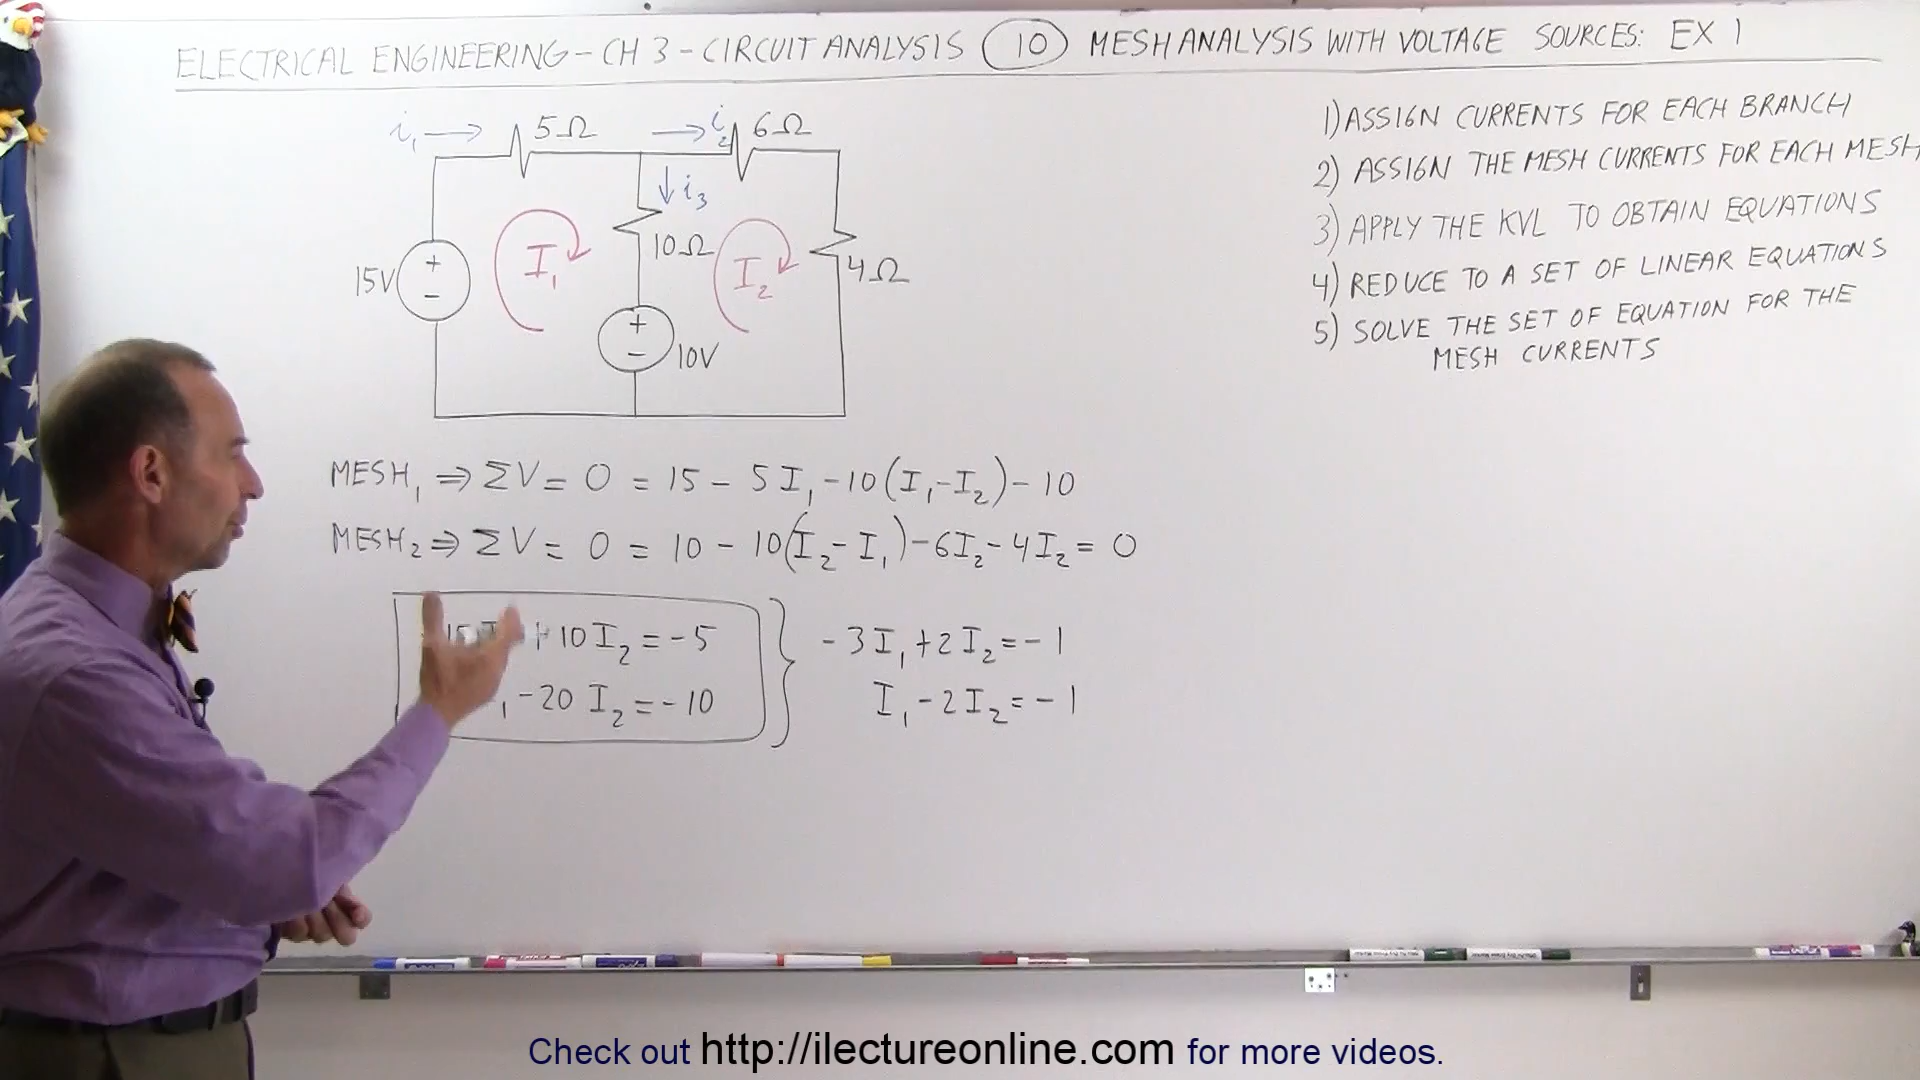 ELECTRICAL ENGINEERING - CH 3 - CIRCUIT ANALYSIS (10) MESH ANALYSIS WITH VOLTAGE SOURCES: EX 1
1) ASSIGN CURRENTS FOR EACH BRANCH
2) ASSIGN THE MESH CURRENTS FOR EACH MESH
3) APPLY THE KVL TO OBTAIN EQUATIONS
4) REDUCE TO A SET OF LINEAR EQUATIONS
5) SOLVE THE SET OF EQUATION FOR THE
MESH CURRENTS
i₁ → 5Ω → i₂ 6Ω
↓ i₃
15V + − I₁ 10Ω I₂ 4Ω
+ − 10V
MESH₁ ⇒ ΣV = 0 = 15 − 5I₁ − 10(I₁−I₂) − 10
MESH₂ ⇒ ΣV = 0 = 10 − 10(I₂−I₁) − 6I₂ − 4I₂ = 0
+10I₂ = −5 } −3I₁ + 2I₂ = −1
₁ −20 I₂ = −10 I₁ − 2I₂ = −1
Check out http://ilectureonline.com for more videos.